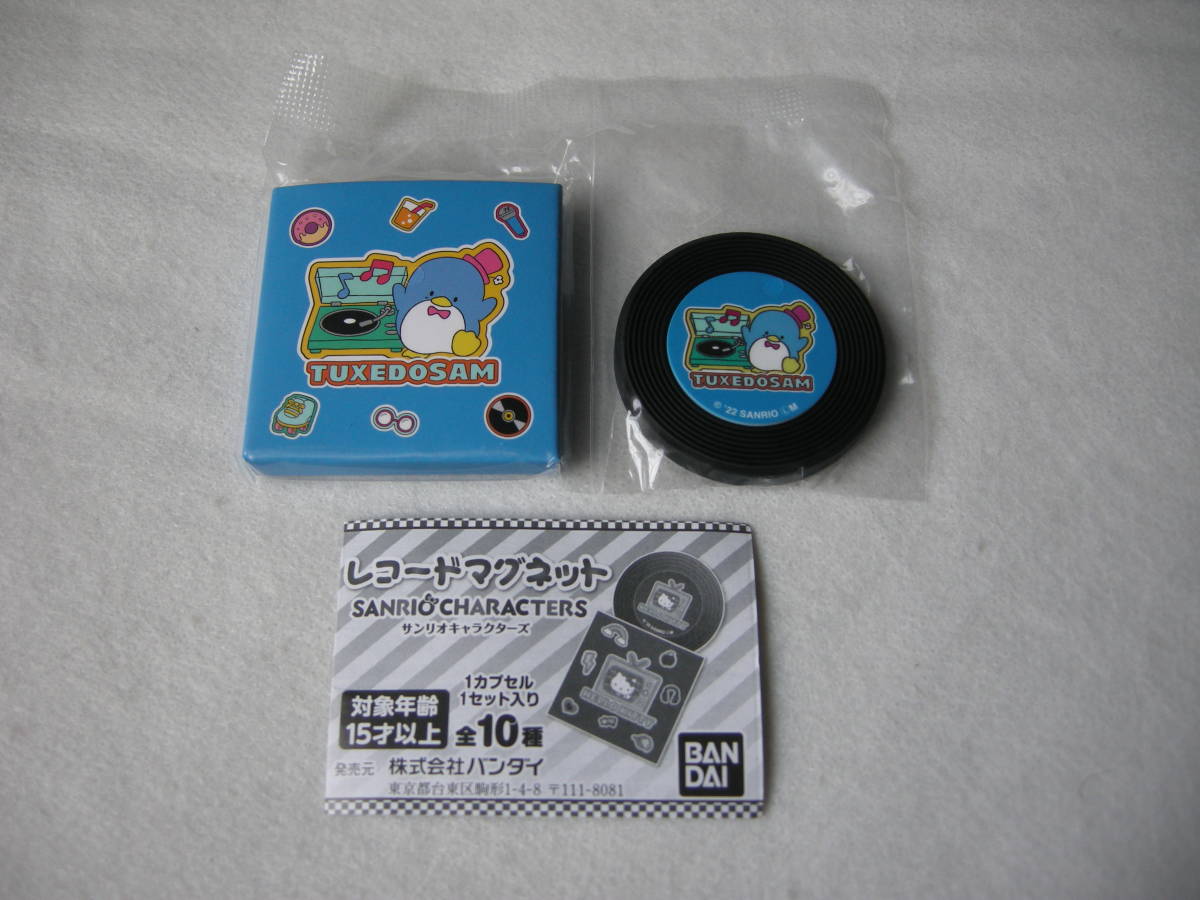 TUXEDOSAM
TUXEDOSAM
© '22 SANRIO Ⓛ M
レコードマグネット
SANRIO CHARACTERS
サンリオキャラクターズ
1カプセル
1セット入り
対象年齢
15才以上
全10種
発売元 株式会社バンダイ
東京都台東区駒形1-4-8 〒111-8081
BAN
DAI